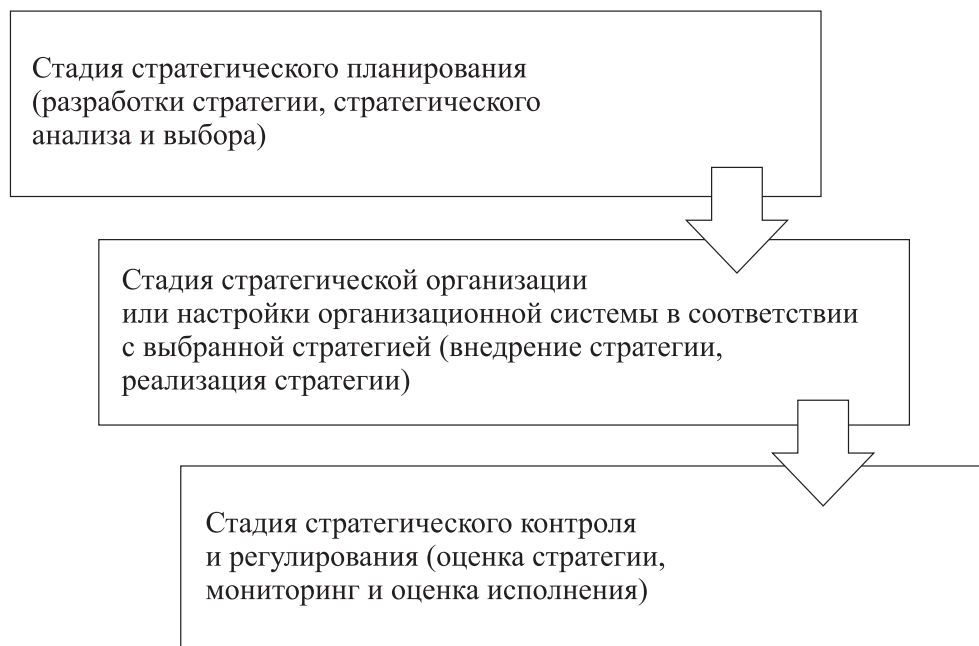 Стадия стратегического планирования
(разработки стратегии, стратегического
анализа и выбора)
Стадия стратегической организации
или настройки организационной системы в соответствии
с выбранной стратегией (внедрение стратегии,
реализация стратегии)
Стадия стратегического контроля
и регулирования (оценка стратегии,
мониторинг и оценка исполнения)